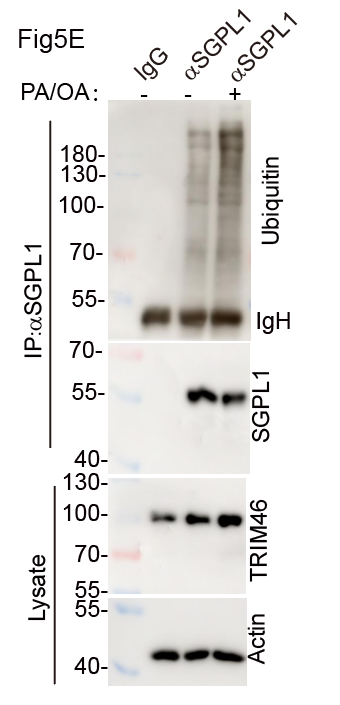 Fig5E
IgG
αSGPL1
αSGPL1
PA/OA: - - +
IP:αSGPL1
180-
130-
100-
70-
55-
Ubiquitin
IgH
70-
55-
40-
SGPL1
Lysate
130-
100-
70-
55-
TRIM46
55-
40-
Actin